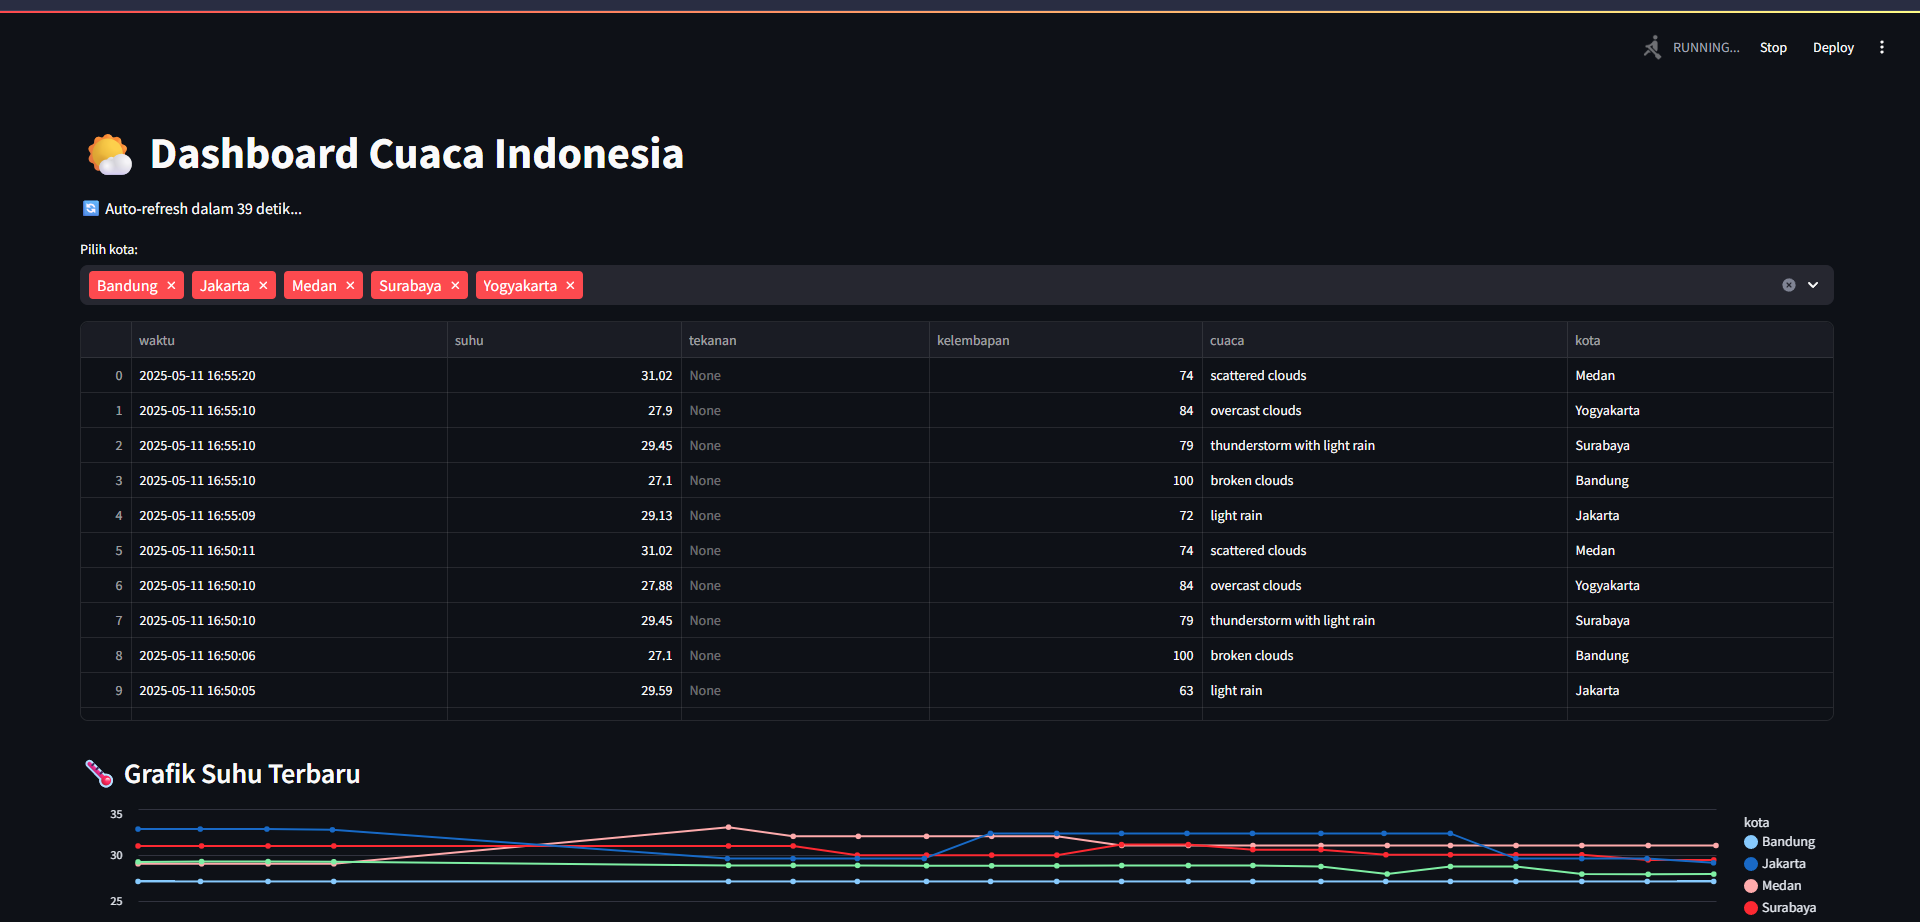 RUNNING... Stop Deploy
Dashboard Cuaca Indonesia
Auto-refresh dalam 39 detik...
Pilih kota:
Bandung × Jakarta × Medan × Surabaya × Yogyakarta ×
waktu suhu tekanan kelembapan cuaca kota
0 2025-05-11 16:55:20 31.02 None 74 scattered clouds Medan
1 2025-05-11 16:55:10 27.9 None 84 overcast clouds Yogyakarta
2 2025-05-11 16:55:10 29.45 None 79 thunderstorm with light rain Surabaya
3 2025-05-11 16:55:10 27.1 None 100 broken clouds Bandung
4 2025-05-11 16:55:09 29.13 None 72 light rain Jakarta
5 2025-05-11 16:50:11 31.02 None 74 scattered clouds Medan
6 2025-05-11 16:50:10 27.88 None 84 overcast clouds Yogyakarta
7 2025-05-11 16:50:10 29.45 None 79 thunderstorm with light rain Surabaya
8 2025-05-11 16:50:06 27.1 None 100 broken clouds Bandung
9 2025-05-11 16:50:05 29.59 None 63 light rain Jakarta
Grafik Suhu Terbaru
35
30
25
kota
Bandung
Jakarta
Medan
Surabaya